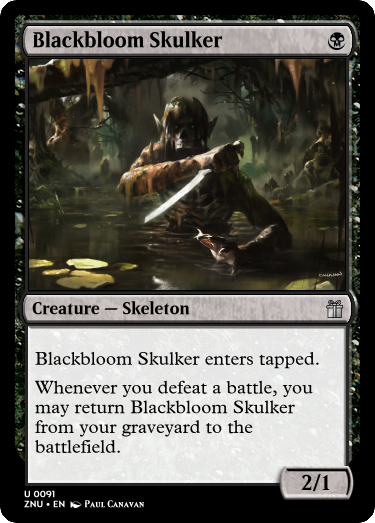 Blackbloom Skulker
Creature — Skeleton
Blackbloom Skulker enters tapped.
Whenever you defeat a battle, you
may return Blackbloom Skulker
from your graveyard to the
battlefield.
2/1
U 0091
ZNU • EN Paul Canavan